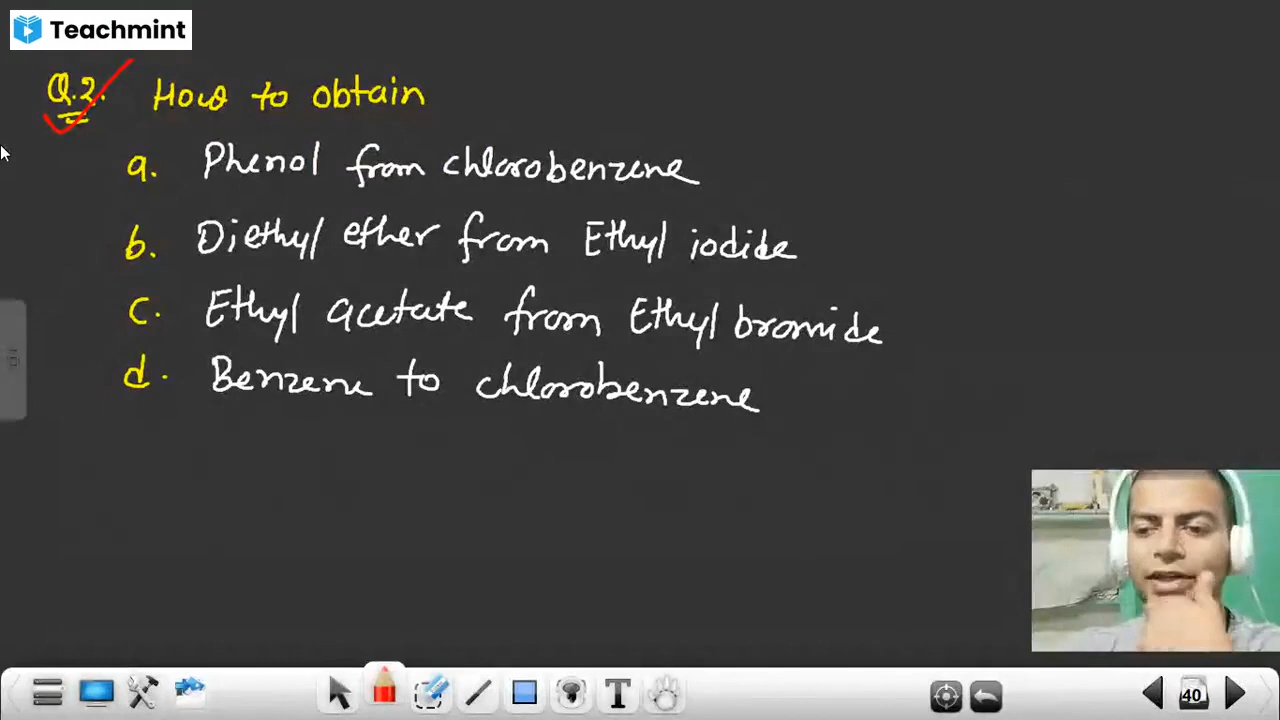 Teachmint
Q.2. How to obtain
a. Phenol from chlorobenzene
b. Diethyl ether from Ethyl iodide
c. Ethyl acetate from Ethyl bromide
d. Benzene to chlorobenzene
T
40